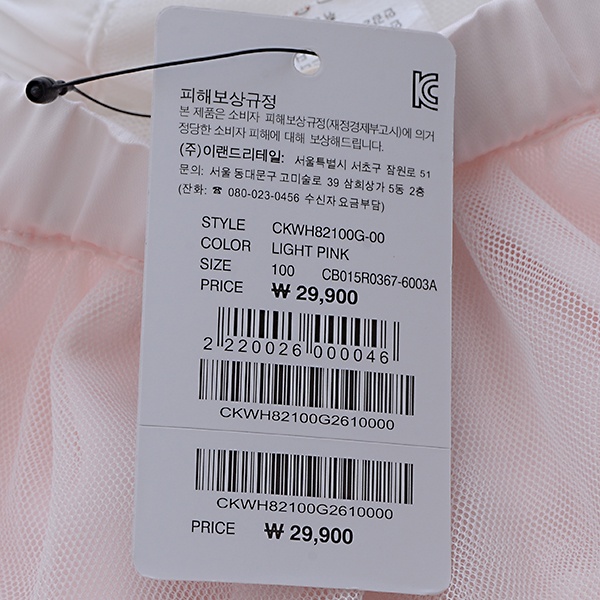 피해보상규정
본 제품은 소비자 피해보상규정(재정경제부고시)에 의거
정당한 소비자 피해에 대해 보상해드립니다.
(주)이랜드리테일: 서울특별시 서초구 잠원로 51
문의: 서울 동대문구 고미술로 39 삼희상가 5동 2층
(잔화: ☎ 080-023-0456 수신자 요금부담)
STYLE CKWH82100G-00
COLOR LIGHT PINK
SIZE 100 CB015R0367-6003A
PRICE ₩ 29,900
2 220026 000046
CKWH82100G2610000
CKWH82100G2610000
PRICE ₩ 29,900